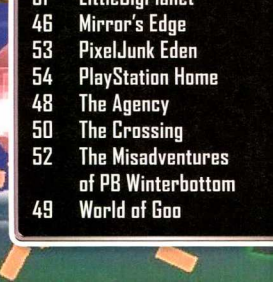 46 Mirror's Edge
53 PixelJunk Eden
54 PlayStation Home
48 The Agency
50 The Crossing
52 The Misadventures
of PB Winterbottom
49 World of Goo